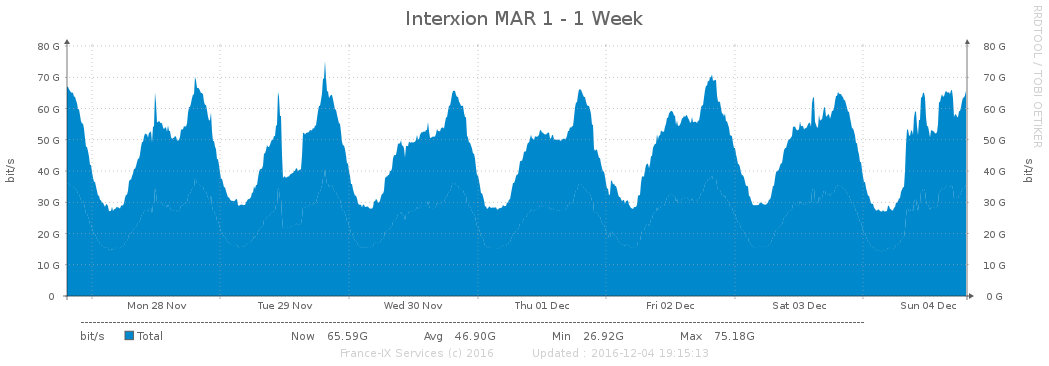 Interxion MAR 1 - 1 Week
RRDTOOL / TOBI OETIKER
80 G 80 G
70 G 70 G
60 G 60 G
50 G 50 G
40 G 40 G
30 G 30 G
20 G 20 G
10 G 10 G
0 0 G
bit/s bit/s
Mon 28 Nov Tue 29 Nov Wed 30 Nov Thu 01 Dec Fri 02 Dec Sat 03 Dec Sun 04 Dec
bit/s Total Now 65.59G Avg 46.90G Min 26.92G Max 75.18G
France-IX Services (c) 2016 Updated : 2016-12-04 19:15:13